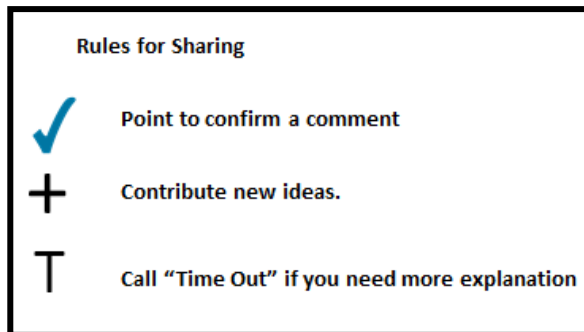 Rules for Sharing
Point to confirm a comment
+ Contribute new ideas.
T Call “Time Out” if you need more explanation